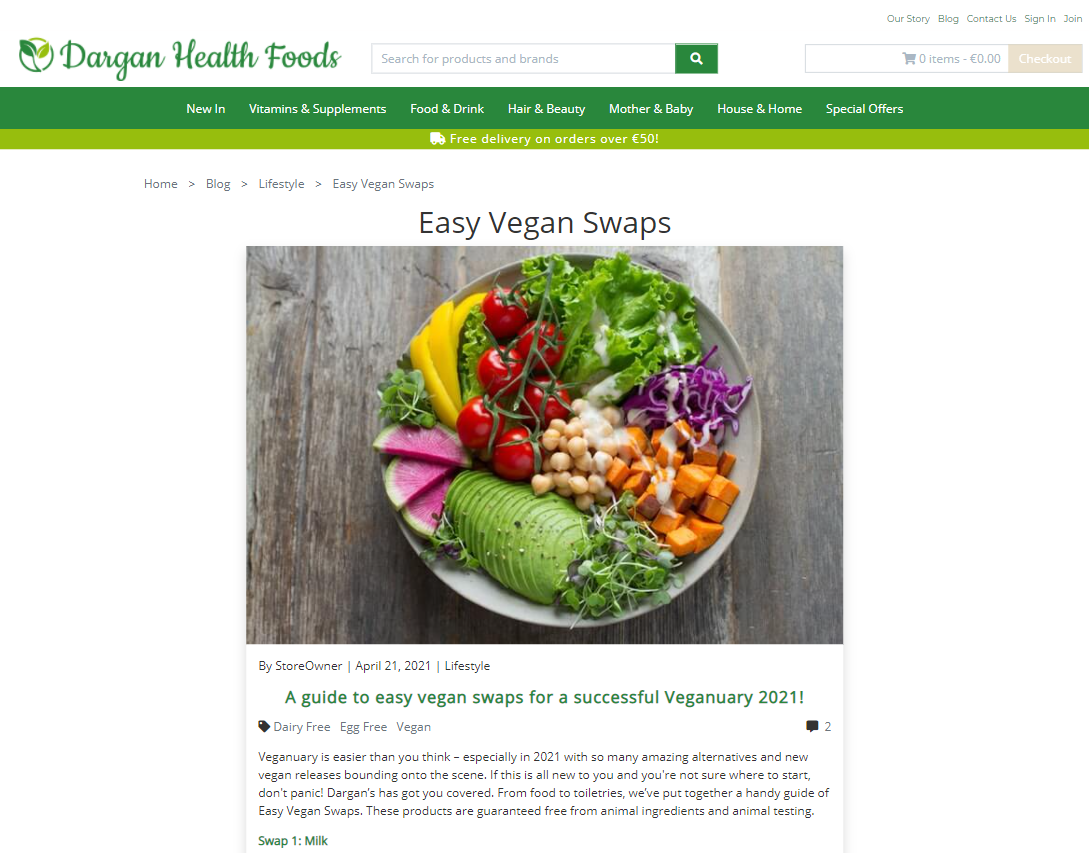 Our Story Blog Contact Us Sign In Join
Dargan Health Foods
Search for products and brands
0 items - €0.00 Checkout
New In Vitamins & Supplements Food & Drink Hair & Beauty Mother & Baby House & Home Special Offers
Free delivery on orders over €50!
Home > Blog > Lifestyle > Easy Vegan Swaps
Easy Vegan Swaps
By StoreOwner | April 21, 2021 | Lifestyle
A guide to easy vegan swaps for a successful Veganuary 2021!
Dairy Free Egg Free Vegan 2
Veganuary is easier than you think – especially in 2021 with so many amazing alternatives and new
vegan releases bounding onto the scene. If this is all new to you and you're not sure where to start,
don't panic! Dargan’s has got you covered. From food to toiletries, we’ve put together a handy guide of
Easy Vegan Swaps. These products are guaranteed free from animal ingredients and animal testing.
Swap 1: Milk